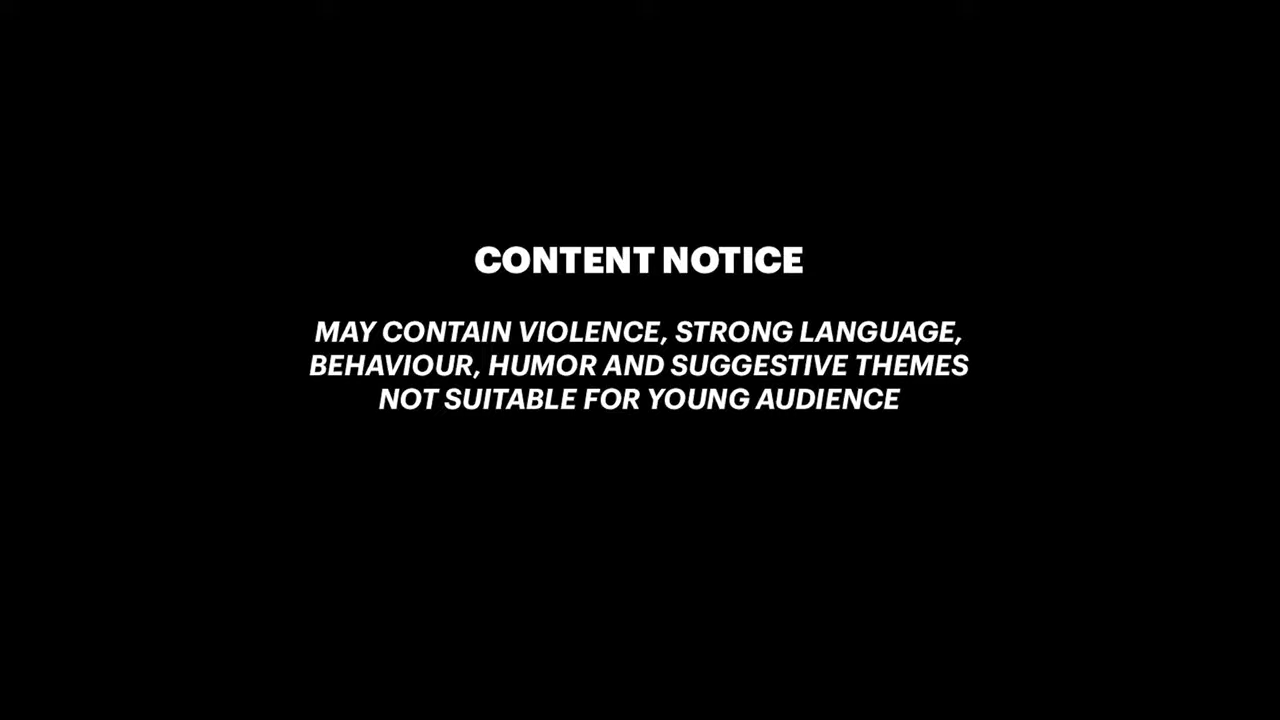 CONTENT NOTICE
MAY CONTAIN VIOLENCE, STRONG LANGUAGE,
BEHAVIOUR, HUMOR AND SUGGESTIVE THEMES
NOT SUITABLE FOR YOUNG AUDIENCE